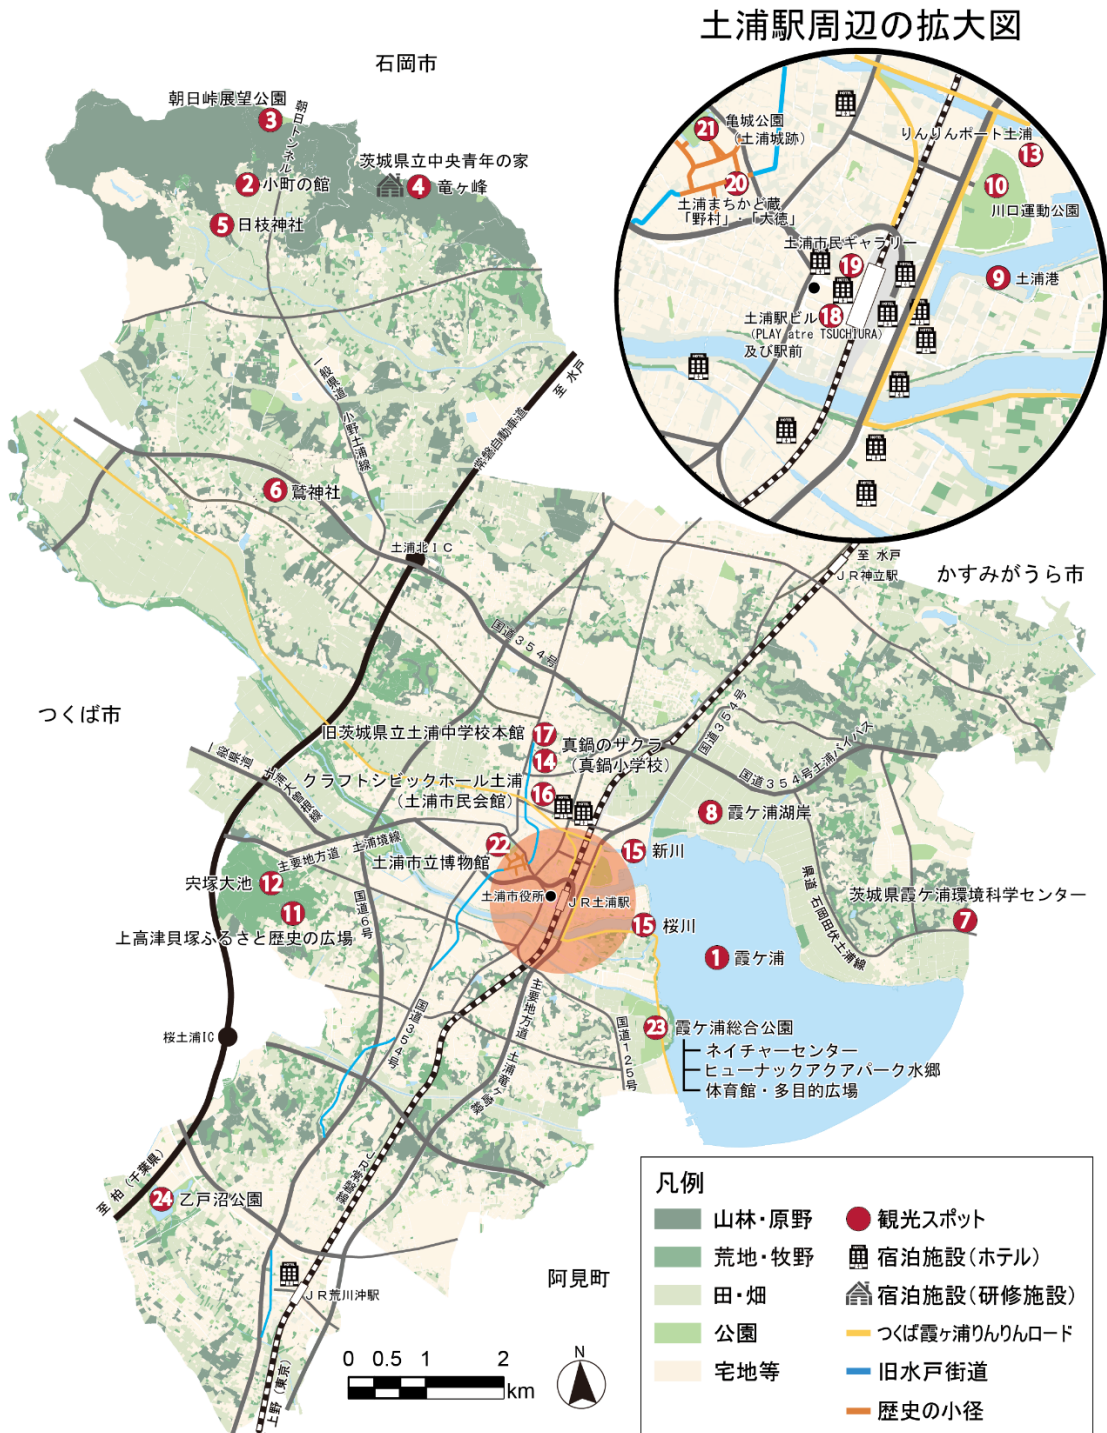 土浦駅周辺の拡大図
石岡市
朝日峠展望公園
3
朝日トンネル
茨城県立中央青年の家
2
小町の館
4
竜ヶ峰
5
日枝神社
21
亀城公園
(土浦城跡)
20
土浦まちかど蔵
「野村」・「大徳」
りんりんポート土浦
13
10
川口運動公園
土浦市民ギャラリー
19
9
土浦港
土浦駅ビル
18
(PLAY atre TSUCHIURA)
及び駅前
一般県道 小野土浦線
至 水戸
常磐自動車道
6
鷲神社
土浦北IC
至 水戸
JR神立駅
かすみがうら市
国道354号
つくば市
旧茨城県立土浦中学校本館
17
真鍋のサクラ
(真鍋小学校)
14
国道354号
国道354号土浦バイパス
一般県道 土浦大曽根線
クラフトシビックホール土浦
(土浦市民会館)
16
8
霞ケ浦湖岸
主要地方道 土浦境線
22
土浦市立博物館
15
新川
宍塚大池
12
土浦市役所
JR土浦駅
県道 石岡田伏土浦線
茨城県霞ケ浦環境科学センター
7
11
上高津貝塚ふるさと歴史の広場
国道6号
15
桜川
1
霞ケ浦
桜土浦IC
国道354号
主要地方道 土浦竜ヶ崎線
国道125号
23
霞ケ浦総合公園
ネイチャーセンター
ヒューナックアクアパーク水郷
体育館・多目的広場
JR常磐線
至 柏(千葉県)
24
乙戸沼公園
阿見町
JR荒川沖駅
上野(東京)
0 0.5 1 2
km
N
凡例
山林・原野
荒地・牧野
田・畑
公園
宅地等
観光スポット
宿泊施設(ホテル)
宿泊施設(研修施設)
つくば霞ヶ浦りんりんロード
旧水戸街道
歴史の小径